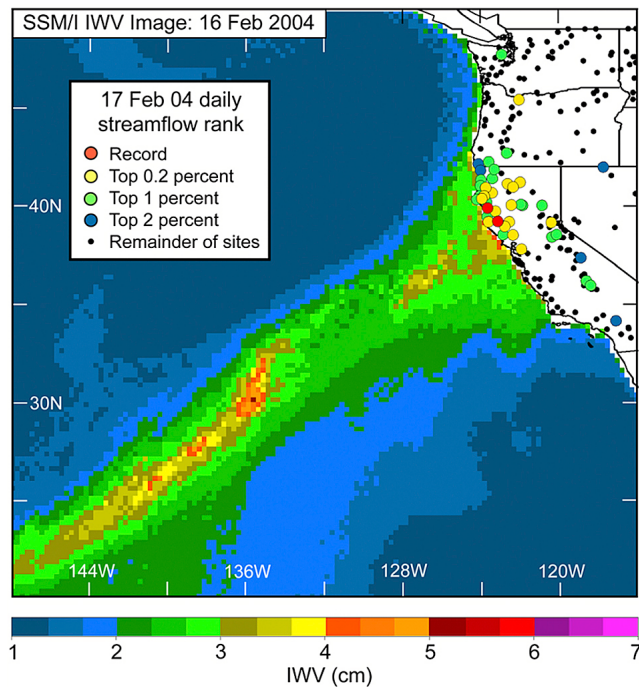 SSM/I IWV Image: 16 Feb 2004
17 Feb 04 daily
streamflow rank
Record
Top 0.2 percent
Top 1 percent
Top 2 percent
Remainder of sites
40N
30N
144W 136W 128W 120W
1 2 3 4 5 6 7
IWV (cm)